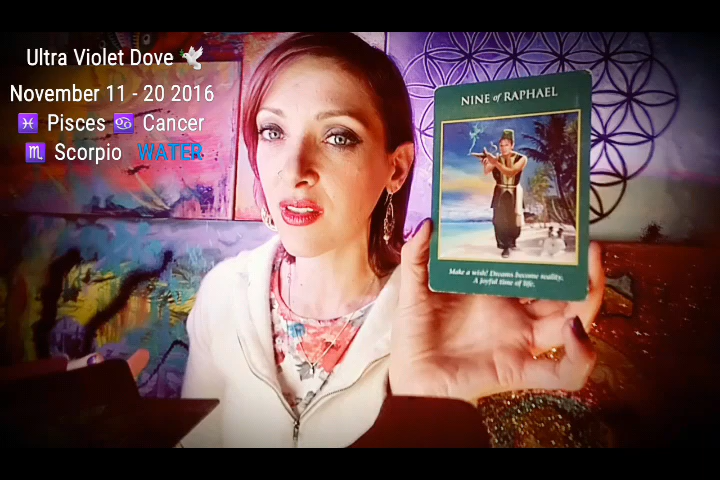 Ultra Violet Dove 🕊
November 11 - 20 2016
♓ Pisces ♋ Cancer
♏ Scorpio WATER
NINE of RAPHAEL
Make a wish! Dreams become reality.
A joyful time of life.